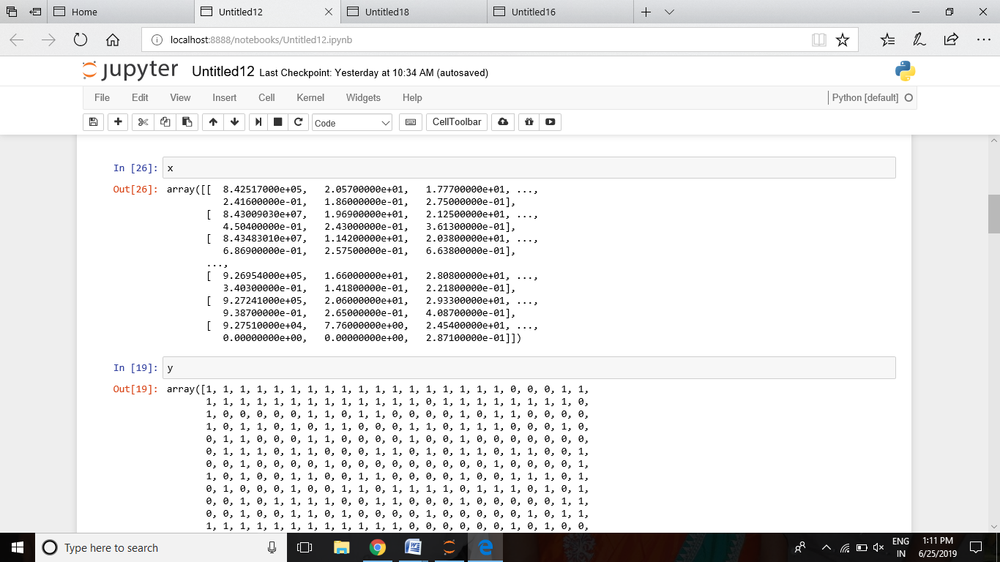 Home
Untitled12
Untitled18
Untitled16
localhost:8888/notebooks/Untitled12.ipynb
jupyter Untitled12 Last Checkpoint: Yesterday at 10:34 AM (autosaved)
File Edit View Insert Cell Kernel Widgets Help Python [default]
Code CellToolbar
In [26]: x
Out[26]: array([[ 8.42517000e+05, 2.05700000e+01, 1.77700000e+01, ...,
2.41600000e-01, 1.86000000e-01, 2.75000000e-01],
[ 8.43009030e+07, 1.96900000e+01, 2.12500000e+01, ...,
4.50400000e-01, 2.43000000e-01, 3.61300000e-01],
[ 8.43483010e+07, 1.14200000e+01, 2.03800000e+01, ...,
6.86900000e-01, 2.57500000e-01, 6.63800000e-01],
...,
[ 9.26954000e+05, 1.66000000e+01, 2.80800000e+01, ...,
3.40300000e-01, 1.41800000e-01, 2.21800000e-01],
[ 9.27241000e+05, 2.06000000e+01, 2.93300000e+01, ...,
9.38700000e-01, 2.65000000e-01, 4.08700000e-01],
[ 9.27510000e+04, 7.76000000e+00, 2.45400000e+01, ...,
0.00000000e+00, 0.00000000e+00, 2.87100000e-01]])
In [19]: y
Out[19]: array([1, 1, 1, 1, 1, 1, 1, 1, 1, 1, 1, 1, 1, 1, 1, 1, 1, 1, 0, 0, 0, 1, 1,
1, 1, 1, 1, 1, 1, 1, 1, 1, 1, 1, 1, 1, 0, 1, 1, 1, 1, 1, 1, 1, 1, 0,
1, 0, 0, 0, 0, 0, 1, 1, 0, 1, 1, 0, 0, 0, 0, 1, 0, 1, 1, 0, 0, 0, 0,
1, 0, 1, 1, 0, 1, 0, 1, 1, 0, 0, 0, 1, 1, 0, 1, 1, 1, 0, 0, 0, 1, 0,
0, 1, 1, 0, 0, 0, 1, 1, 0, 0, 0, 0, 1, 0, 0, 1, 0, 0, 0, 0, 0, 0, 0,
0, 1, 1, 1, 0, 1, 1, 0, 0, 0, 1, 1, 0, 1, 0, 1, 1, 0, 1, 1, 0, 0, 1,
0, 0, 1, 0, 0, 0, 0, 1, 0, 0, 0, 0, 0, 0, 0, 0, 0, 1, 0, 0, 0, 0, 1,
1, 0, 1, 0, 0, 1, 1, 0, 0, 1, 1, 0, 0, 0, 0, 1, 0, 0, 1, 1, 1, 0, 1,
0, 1, 0, 0, 0, 1, 0, 0, 1, 1, 0, 1, 1, 1, 1, 0, 1, 1, 1, 0, 1, 0, 1,
0, 0, 1, 0, 1, 1, 1, 1, 0, 0, 1, 1, 0, 0, 0, 1, 0, 0, 0, 0, 0, 1, 1,
0, 0, 1, 0, 0, 1, 1, 0, 1, 0, 0, 0, 0, 1, 0, 0, 0, 0, 0, 1, 0, 1, 1,
1, 1, 1, 1, 1, 1, 1, 1, 1, 1, 1, 1, 0, 0, 0, 0, 0, 0, 1, 0, 1, 0, 0,
Type here to search
ENG
IN
1:11 PM
6/25/2019